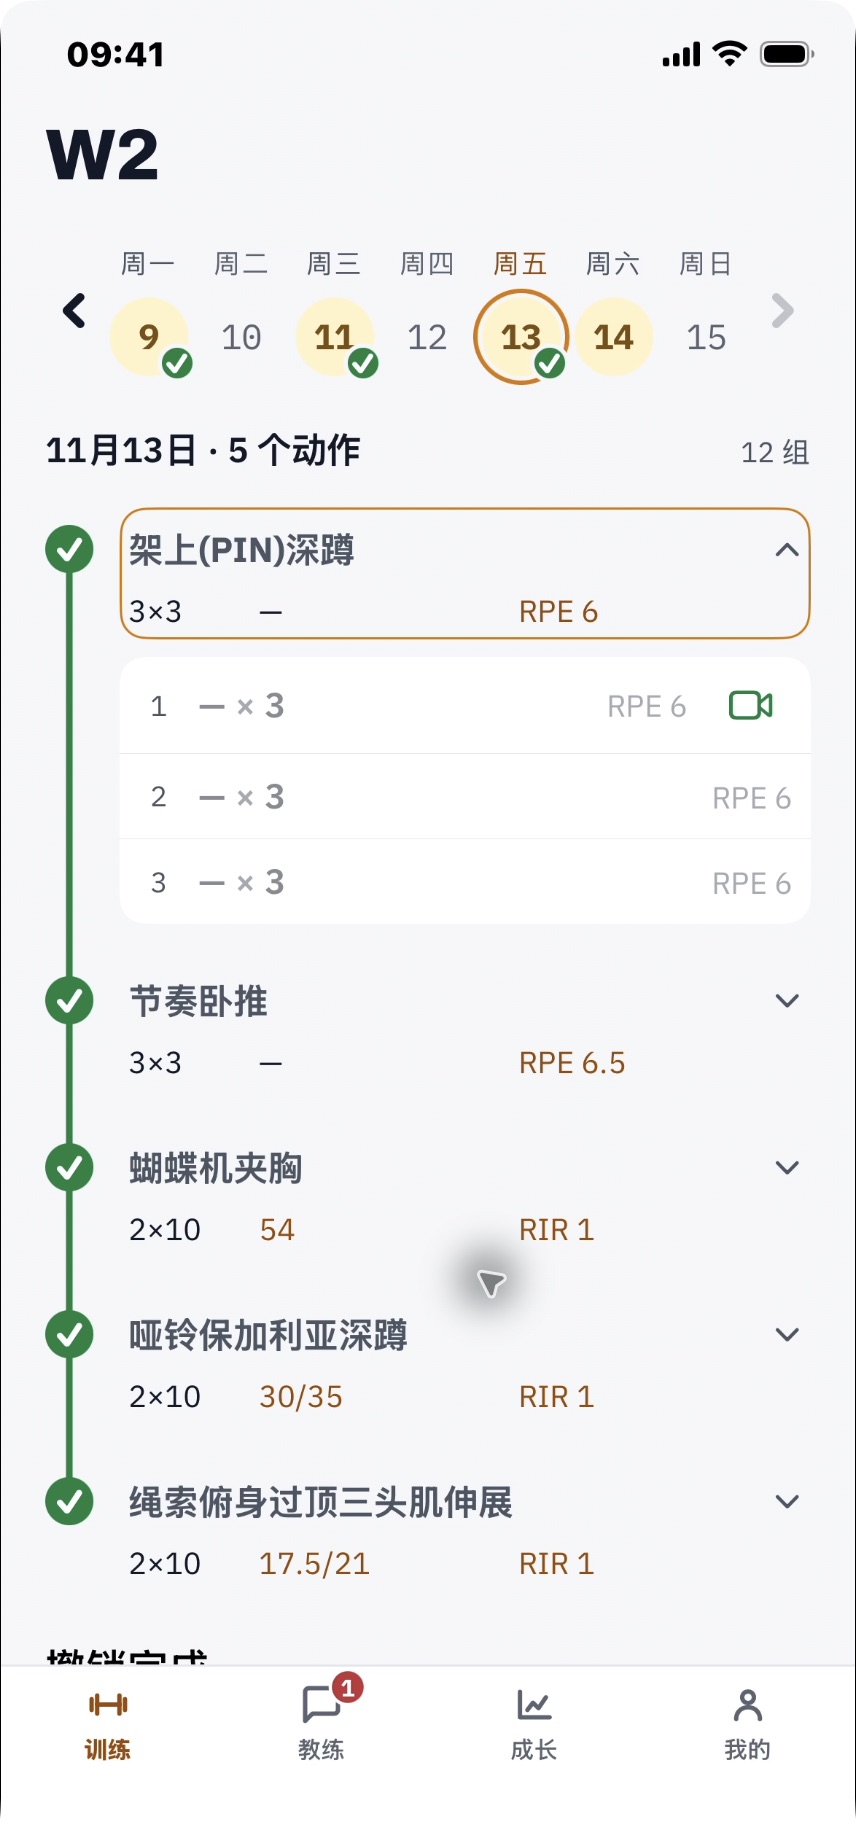 09:41
W2
周一 周二 周三 周四 周五 周六 周日
9 10 11 12 13 14 15
11月13日 · 5 个动作 12 组
架上(PIN)深蹲
3×3 — RPE 6
1 — × 3 RPE 6
2 — × 3 RPE 6
3 — × 3 RPE 6
节奏卧推
3×3 — RPE 6.5
蝴蝶机夹胸
2×10 54 RIR 1
哑铃保加利亚深蹲
2×10 30/35 RIR 1
绳索俯身过顶三头肌伸展
2×10 17.5/21 RIR 1
撤销完成
1
训练 教练 成长 我的